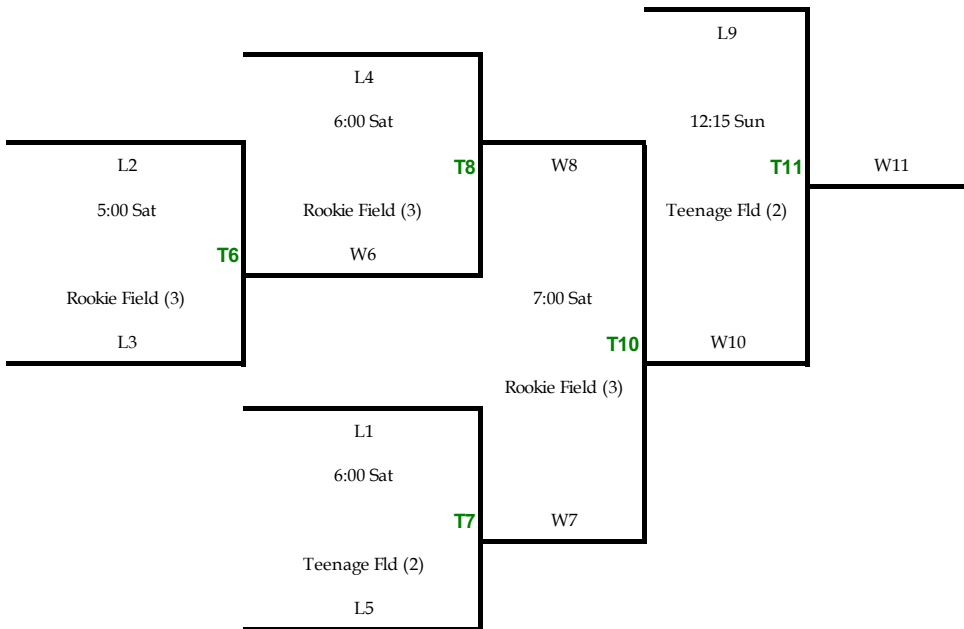 L9
L4
6:00 Sat
12:15 Sun
L2
T8
W8
T11
W11
5:00 Sat
Rookie Field (3)
Teenage Fld (2)
T6
W6
Rookie Field (3)
7:00 Sat
L3
T10
W10
Rookie Field (3)
L1
6:00 Sat
T7
W7
Teenage Fld (2)
L5